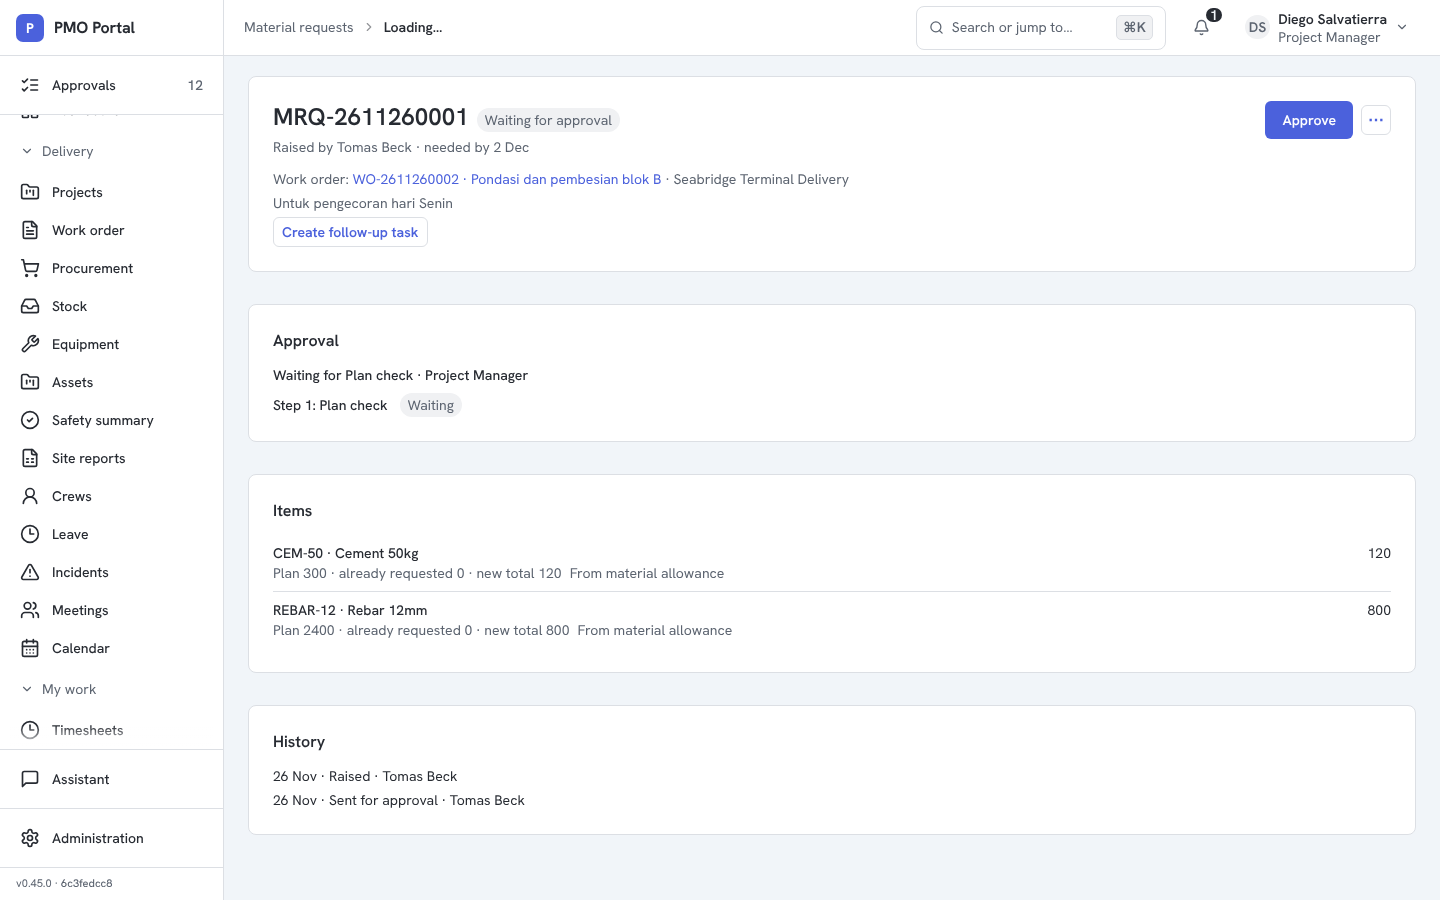 P PMO Portal
Material requests > Loading...
Search or jump to... ⌘K
1
DS Diego Salvatierra
Project Manager
Approvals 12
Delivery
Projects
Work order
Procurement
Stock
Equipment
Assets
Safety summary
Site reports
Crews
Leave
Incidents
Meetings
Calendar
My work
Timesheets
Assistant
Administration
v0.45.0 · 6c3fedcc8
MRQ-2611260001 Waiting for approval
Approve
Raised by Tomas Beck · needed by 2 Dec
Work order: WO-2611260002 · Pondasi dan pembesian blok B · Seabridge Terminal Delivery
Untuk pengecoran hari Senin
Create follow-up task
Approval
Waiting for Plan check · Project Manager
Step 1: Plan check Waiting
Items
CEM-50 · Cement 50kg 120
Plan 300 · already requested 0 · new total 120 From material allowance
REBAR-12 · Rebar 12mm 800
Plan 2400 · already requested 0 · new total 800 From material allowance
History
26 Nov · Raised · Tomas Beck
26 Nov · Sent for approval · Tomas Beck